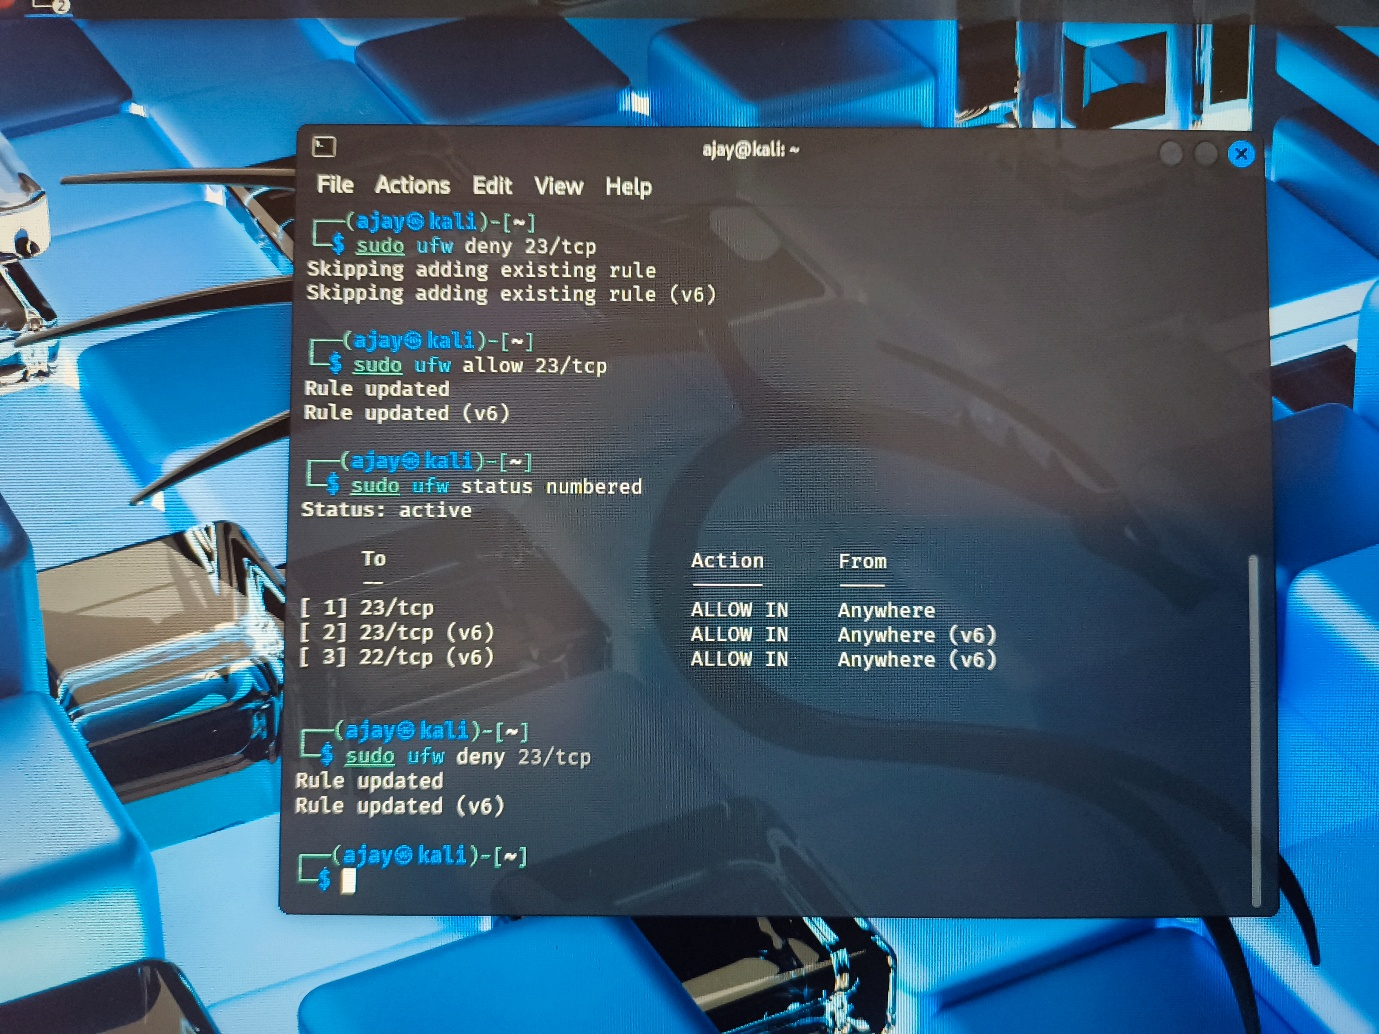 2
ajay@kali: ~
File Actions Edit View Help
(ajay㉿kali)-[~]
$ sudo ufw deny 23/tcp
Skipping adding existing rule
Skipping adding existing rule (v6)
(ajay㉿kali)-[~]
$ sudo ufw allow 23/tcp
Rule updated
Rule updated (v6)
(ajay㉿kali)-[~]
$ sudo ufw status numbered
Status: active
To Action From
-- ------ ----
[ 1] 23/tcp ALLOW IN Anywhere
[ 2] 23/tcp (v6) ALLOW IN Anywhere (v6)
[ 3] 22/tcp (v6) ALLOW IN Anywhere (v6)
(ajay㉿kali)-[~]
$ sudo ufw deny 23/tcp
Rule updated
Rule updated (v6)
(ajay㉿kali)-[~]
$